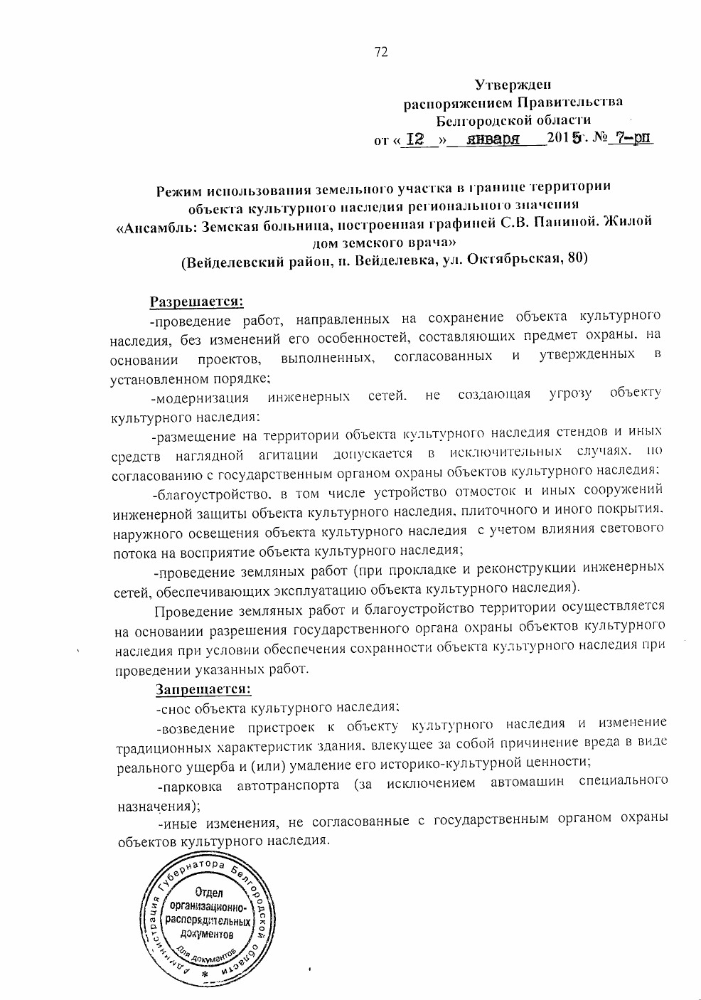 72
Утвержден
распоряжением Правительства
Белгородской области
от « 12 » января 2015г. № 7-рп
Режим использования земельного участка в границе территории
объекта культурного наследия регионального значения
«Ансамбль: Земская больница, построенная графиней С.В. Паниной. Жилой
дом земского врача»
(Вейделевский район, п. Вейделевка, ул. Октябрьская, 80)
Разрешается:
-проведение работ, направленных на сохранение объекта культурного
наследия, без изменений его особенностей, составляющих предмет охраны, на
основании проектов, выполненных, согласованных и утвержденных в
установленном порядке;
-модернизация инженерных сетей, не создающая угрозу объекту
культурного наследия;
-размещение на территории объекта культурного наследия стендов и иных
средств наглядной агитации допускается в исключительных случаях, по
согласованию с государственным органом охраны объектов культурного наследия;
-благоустройство, в том числе устройство отмосток и иных сооружений
инженерной защиты объекта культурного наследия, плиточного и иного покрытия,
наружного освещения объекта культурного наследия с учетом влияния светового
потока на восприятие объекта культурного наследия;
-проведение земляных работ (при прокладке и реконструкции инженерных
сетей, обеспечивающих эксплуатацию объекта культурного наследия).
Проведение земляных работ и благоустройство территории осуществляется
на основании разрешения государственного органа охраны объектов культурного
наследия при условии обеспечения сохранности объекта культурного наследия при
проведении указанных работ.
Запрещается:
-снос объекта культурного наследия;
-возведение пристроек к объекту культурного наследия и изменение
традиционных характеристик здания, влекущее за собой причинение вреда в виде
реального ущерба и (или) умаление его историко-культурной ценности;
-парковка автотранспорта (за исключением автомашин специального
назначения);
-иные изменения, не согласованные с государственным органом охраны
объектов культурного наследия.
Администрация Губернатора Белгородской области *
Отдел
организационно-
распорядительных
документов
Для документов